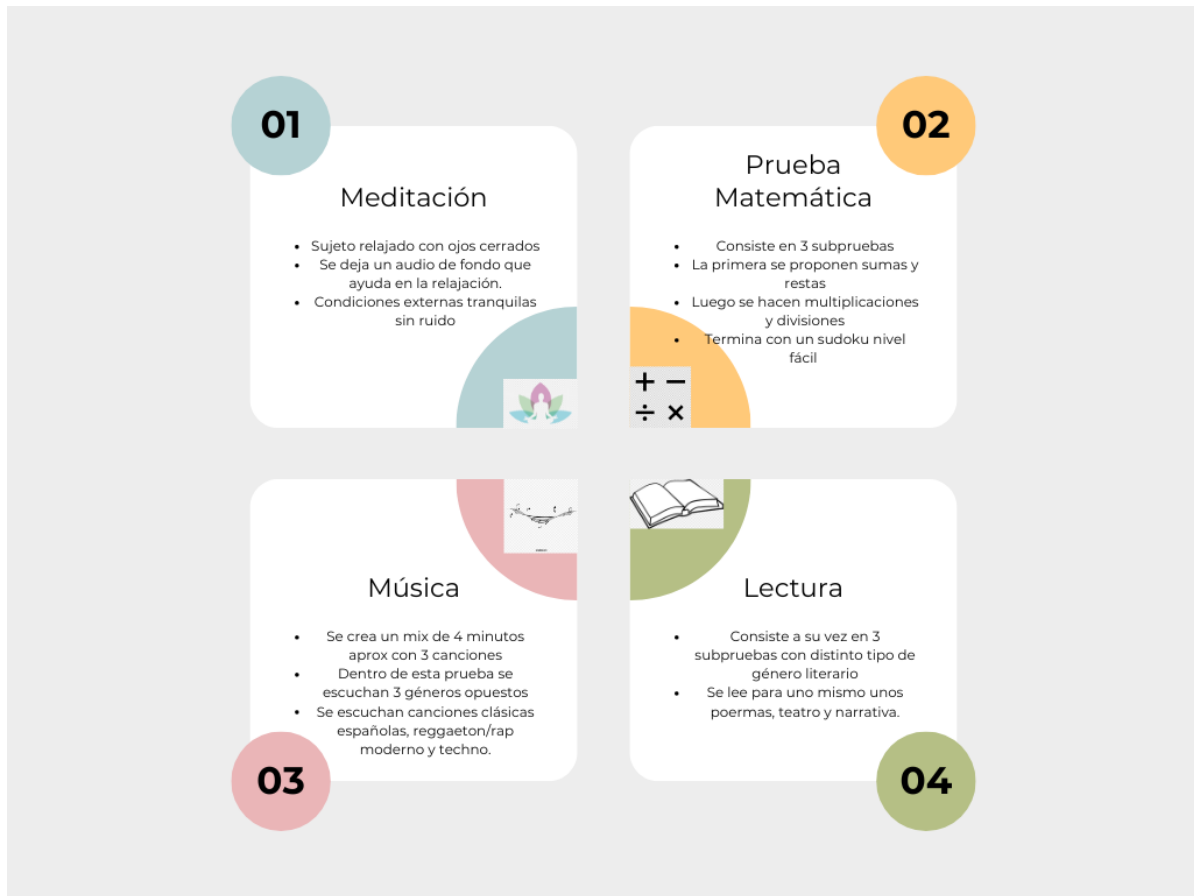 01
Meditación
• Sujeto relajado con ojos cerrados
• Se deja un audio de fondo que
ayuda en la relajación.
• Condiciones externas tranquilas
sin ruido
02
Prueba
Matemática
• Consiste en 3 subpruebas
• La primera se proponen sumas y
restas
• Luego se hacen multiplicaciones
y divisiones
• Termina con un sudoku nivel
fácil
+ −
÷ ×
Música
• Se crea un mix de 4 minutos
aprox con 3 canciones
• Dentro de esta prueba se
escuchan 3 géneros opuestos
• Se escuchan canciones clásicas
españolas, reggaeton/rap
moderno y techno.
03
Lectura
• Consiste a su vez en 3
subpruebas con distinto tipo de
género literario
• Se lee para uno mismo unos
poermas, teatro y narrativa.
04